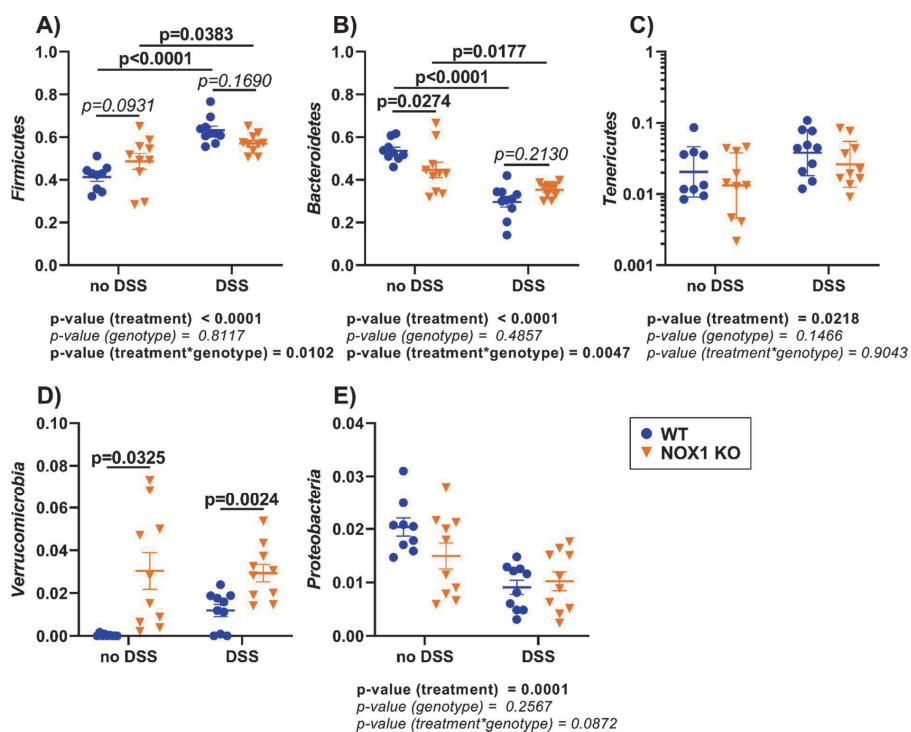 A)
p=0.0383
p<0.0001
p=0.1690
p=0.0931
Firmicutes
1.0
0.8
0.6
0.4
0.2
0.0
no DSS
DSS
p-value (treatment) < 0.0001
p-value (genotype) = 0.8117
p-value (treatment*genotype) = 0.0102
B)
p=0.0177
p<0.0001
p=0.0274
p=0.2130
Bacteroidetes
1.0
0.8
0.6
0.4
0.2
0.0
no DSS
DSS
p-value (treatment) < 0.0001
p-value (genotype) = 0.4857
p-value (treatment*genotype) = 0.0047
C)
Tenericutes
1
0.1
0.01
0.001
no DSS
DSS
p-value (treatment) = 0.0218
p-value (genotype) = 0.1466
p-value (treatment*genotype) = 0.9043
D)
p=0.0325
p=0.0024
Verrucomicrobia
0.10
0.08
0.06
0.04
0.02
0.00
no DSS
DSS
E)
Proteobacteria
0.04
0.03
0.02
0.01
0.00
no DSS
DSS
p-value (treatment) = 0.0001
p-value (genotype) = 0.2567
p-value (treatment*genotype) = 0.0872
WT
NOX1 KO